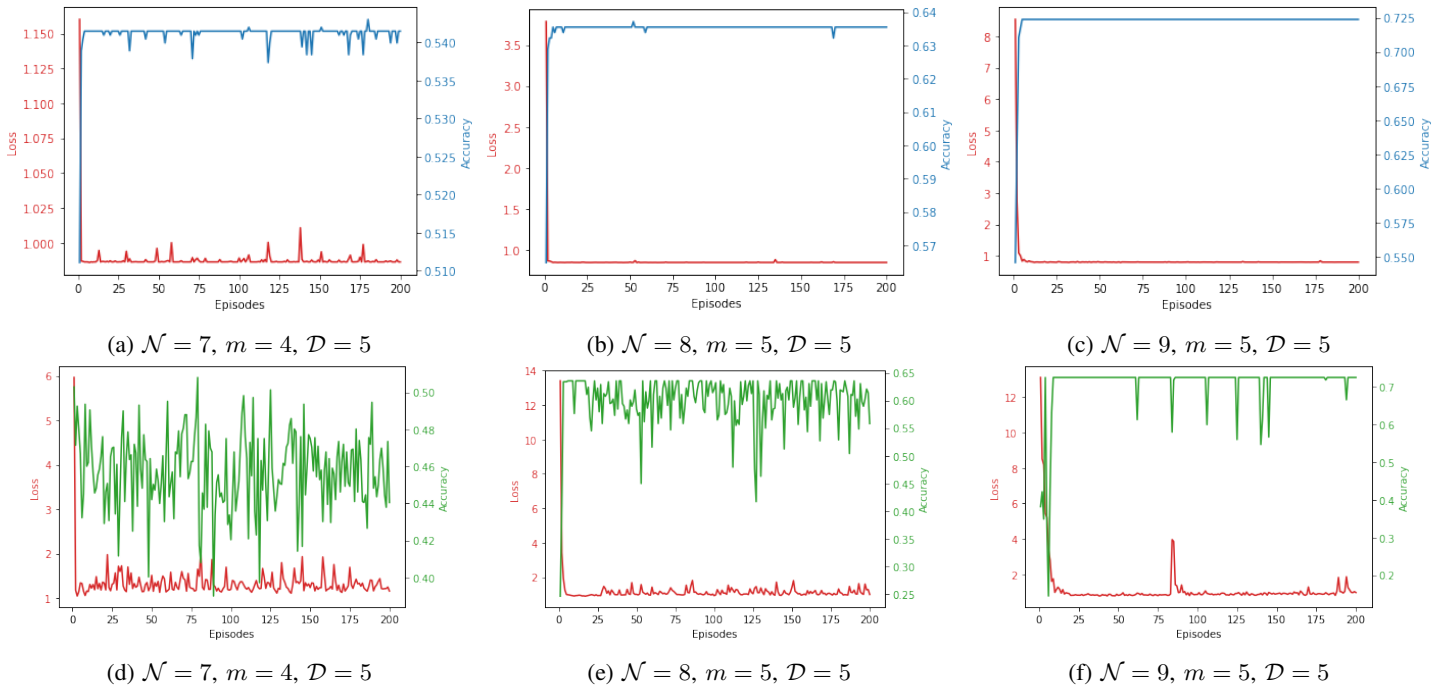 1.150
1.125
1.100
1.075
1.050
1.025
1.000
Loss
0.540
0.535
0.530
0.525
0.520
0.515
0.510
Accuracy
0 25 50 75 100 125 150 175 200
Episodes
(a) 𝒩 = 7, m = 4, 𝒟 = 5
3.5
3.0
2.5
2.0
1.5
1.0
Loss
0.64
0.63
0.62
0.61
0.60
0.59
0.58
0.57
Accuracy
0 25 50 75 100 125 150 175 200
Episodes
(b) 𝒩 = 8, m = 5, 𝒟 = 5
8
7
6
5
4
3
2
1
Loss
0.725
0.700
0.675
0.650
0.625
0.600
0.575
0.550
Accuracy
0 25 50 75 100 125 150 175 200
Episodes
(c) 𝒩 = 9, m = 5, 𝒟 = 5
6
5
4
3
2
1
Loss
0.50
0.48
0.46
0.44
0.42
0.40
Accuracy
0 25 50 75 100 125 150 175 200
Episodes
(d) 𝒩 = 7, m = 4, 𝒟 = 5
14
12
10
8
6
4
2
Loss
0.65
0.60
0.55
0.50
0.45
0.40
0.35
0.30
0.25
Accuracy
0 25 50 75 100 125 150 175 200
Episodes
(e) 𝒩 = 8, m = 5, 𝒟 = 5
12
10
8
6
4
2
Loss
0.7
0.6
0.5
0.4
0.3
0.2
Accuracy
0 25 50 75 100 125 150 175 200
Episodes
(f) 𝒩 = 9, m = 5, 𝒟 = 5